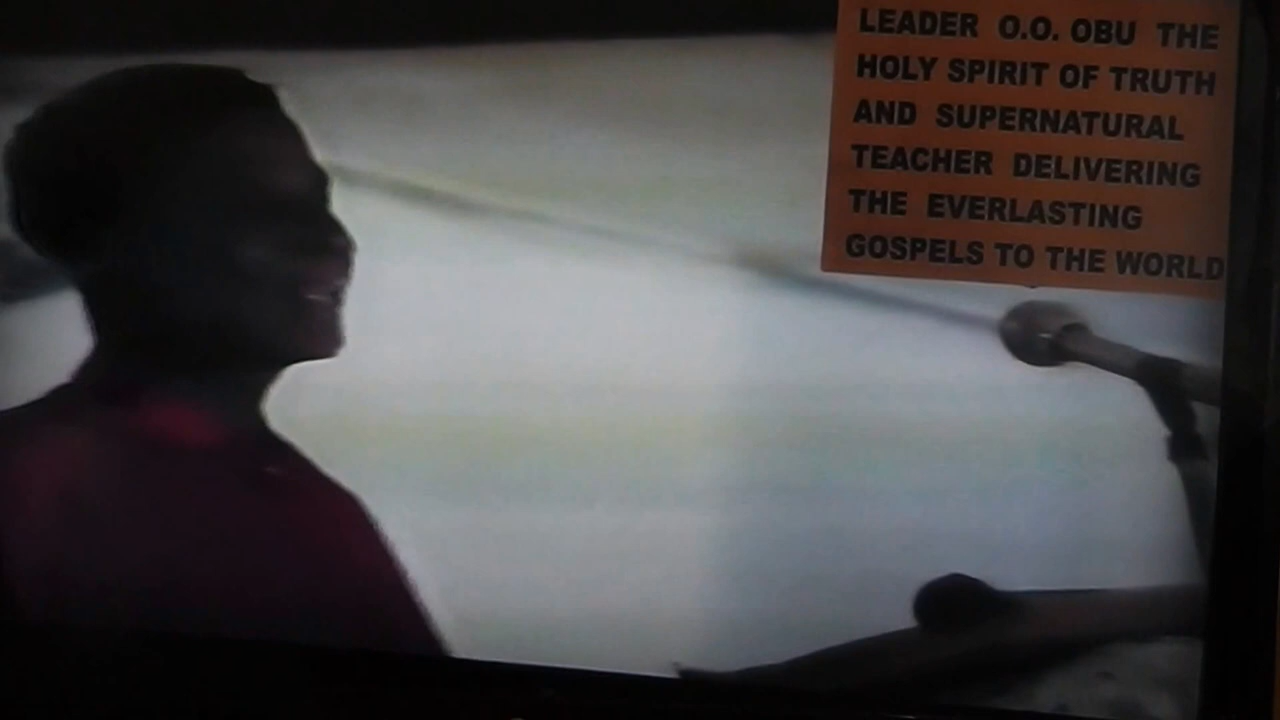 LEADER O.O. OBU THE
HOLY SPIRIT OF TRUTH
AND SUPERNATURAL
TEACHER DELIVERING
THE EVERLASTING
GOSPELS TO THE WORLD